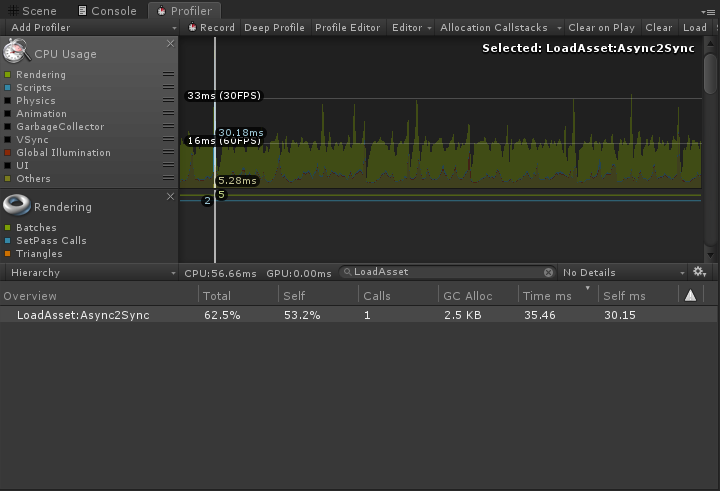 Scene Console Profiler
Add Profiler Record Deep Profile Profile Editor Editor Allocation Callstacks Clear on Play Clear Load
CPU Usage
Rendering
Scripts
Physics
Animation
GarbageCollector
VSync
Global Illumination
UI
Others
Selected: LoadAsset:Async2Sync
33ms (30FPS)
30.18ms
16ms (60FPS)
5.28ms
5
2
Rendering
Batches
SetPass Calls
Triangles
Hierarchy CPU:56.66ms GPU:0.00ms LoadAsset No Details
Overview Total Self Calls GC Alloc Time ms Self ms
LoadAsset:Async2Sync 62.5% 53.2% 1 2.5 KB 35.46 30.15